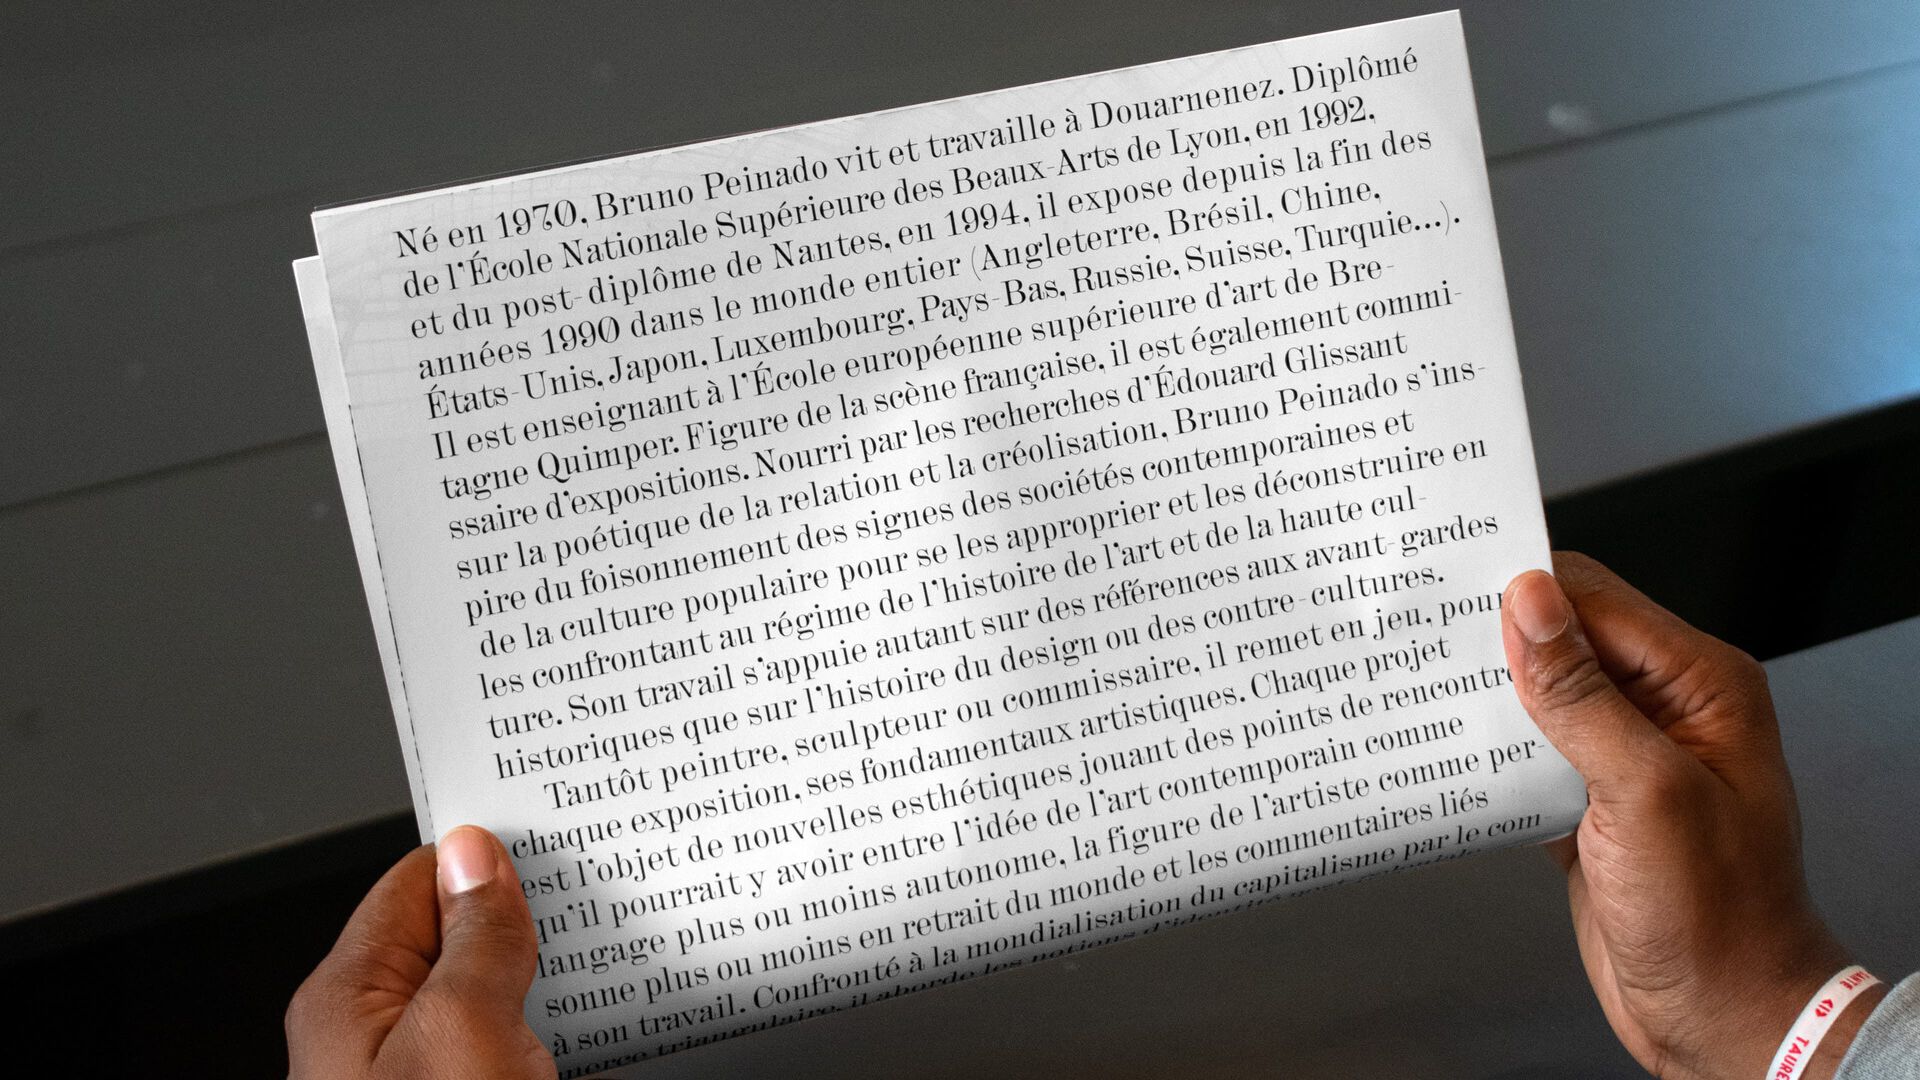 Né en 1970, Bruno Peinado vit et travaille à Douarnenez. Diplômé
de l'École Nationale Supérieure des Beaux-Arts de Lyon, en 1992,
et du post-diplôme de Nantes, en 1994, il expose depuis la fin des
années 1990 dans le monde entier (Angleterre, Brésil, Chine,
États-Unis, Japon, Luxembourg, Pays-Bas, Russie, Suisse, Turquie...).
Il est enseignant à l'École européenne supérieure d'art de Bre-
tagne Quimper. Figure de la scène française, il est également commi-
ssaire d'expositions. Nourri par les recherches d'Édouard Glissant
sur la poétique de la relation et la créolisation, Bruno Peinado s'ins-
pire du foisonnement des signes des sociétés contemporaines et
de la culture populaire pour se les approprier et les déconstruire en
les confrontant au régime de l'histoire de l'art et de la haute cul-
ture. Son travail s'appuie autant sur des références aux avant-gardes
historiques que sur l'histoire du design ou des contre-cultures.
Tantôt peintre, sculpteur ou commissaire, il remet en jeu, pour
chaque exposition, ses fondamentaux artistiques. Chaque projet
est l'objet de nouvelles esthétiques jouant des points de rencontre
qu'il pourrait y avoir entre l'idée de l'art contemporain comme
langage plus ou moins autonome, la figure de l'artiste comme per-
sonne plus ou moins en retrait du monde et les commentaires liés
à son travail. Confronté à la mondialisation du capitalisme par le com-
merce triangulaire, il aborde les notions d'identité
TAURE
SANTE